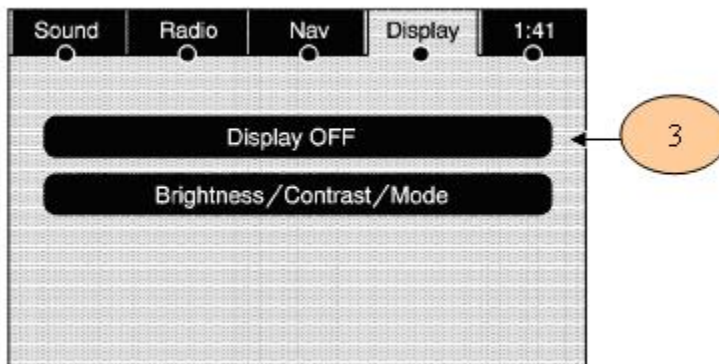 Sound Radio Nav Display 1:41
Display OFF
3
Brightness/Contrast/Mode